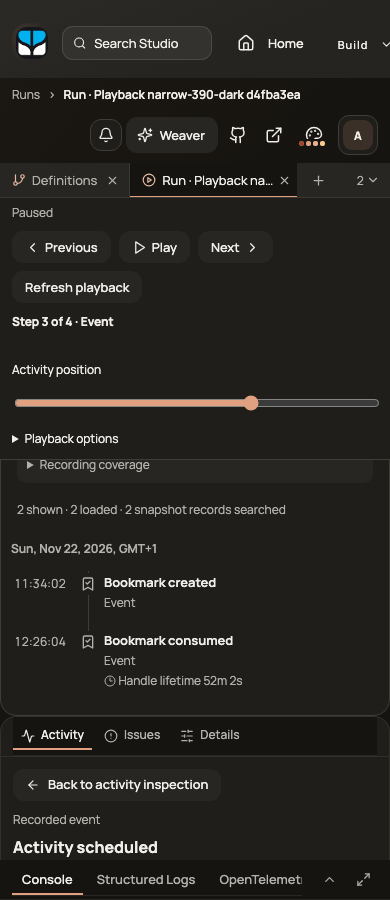 Search Studio
Home
Build
Runs › Run · Playback narrow-390-dark d4fba3ea
Weaver
A
Definitions
Run · Playback na...
2
Paused
Previous
Play
Next
Refresh playback
Step 3 of 4 · Event
Activity position
Playback options
Recording coverage
2 shown · 2 loaded · 2 snapshot records searched
Sun, Nov 22, 2026, GMT+1
11:34:02
Bookmark created
Event
12:26:04
Bookmark consumed
Event
Handle lifetime 52m 2s
Activity
Issues
Details
Back to activity inspection
Recorded event
Activity scheduled
Console
Structured Logs
OpenTelemet